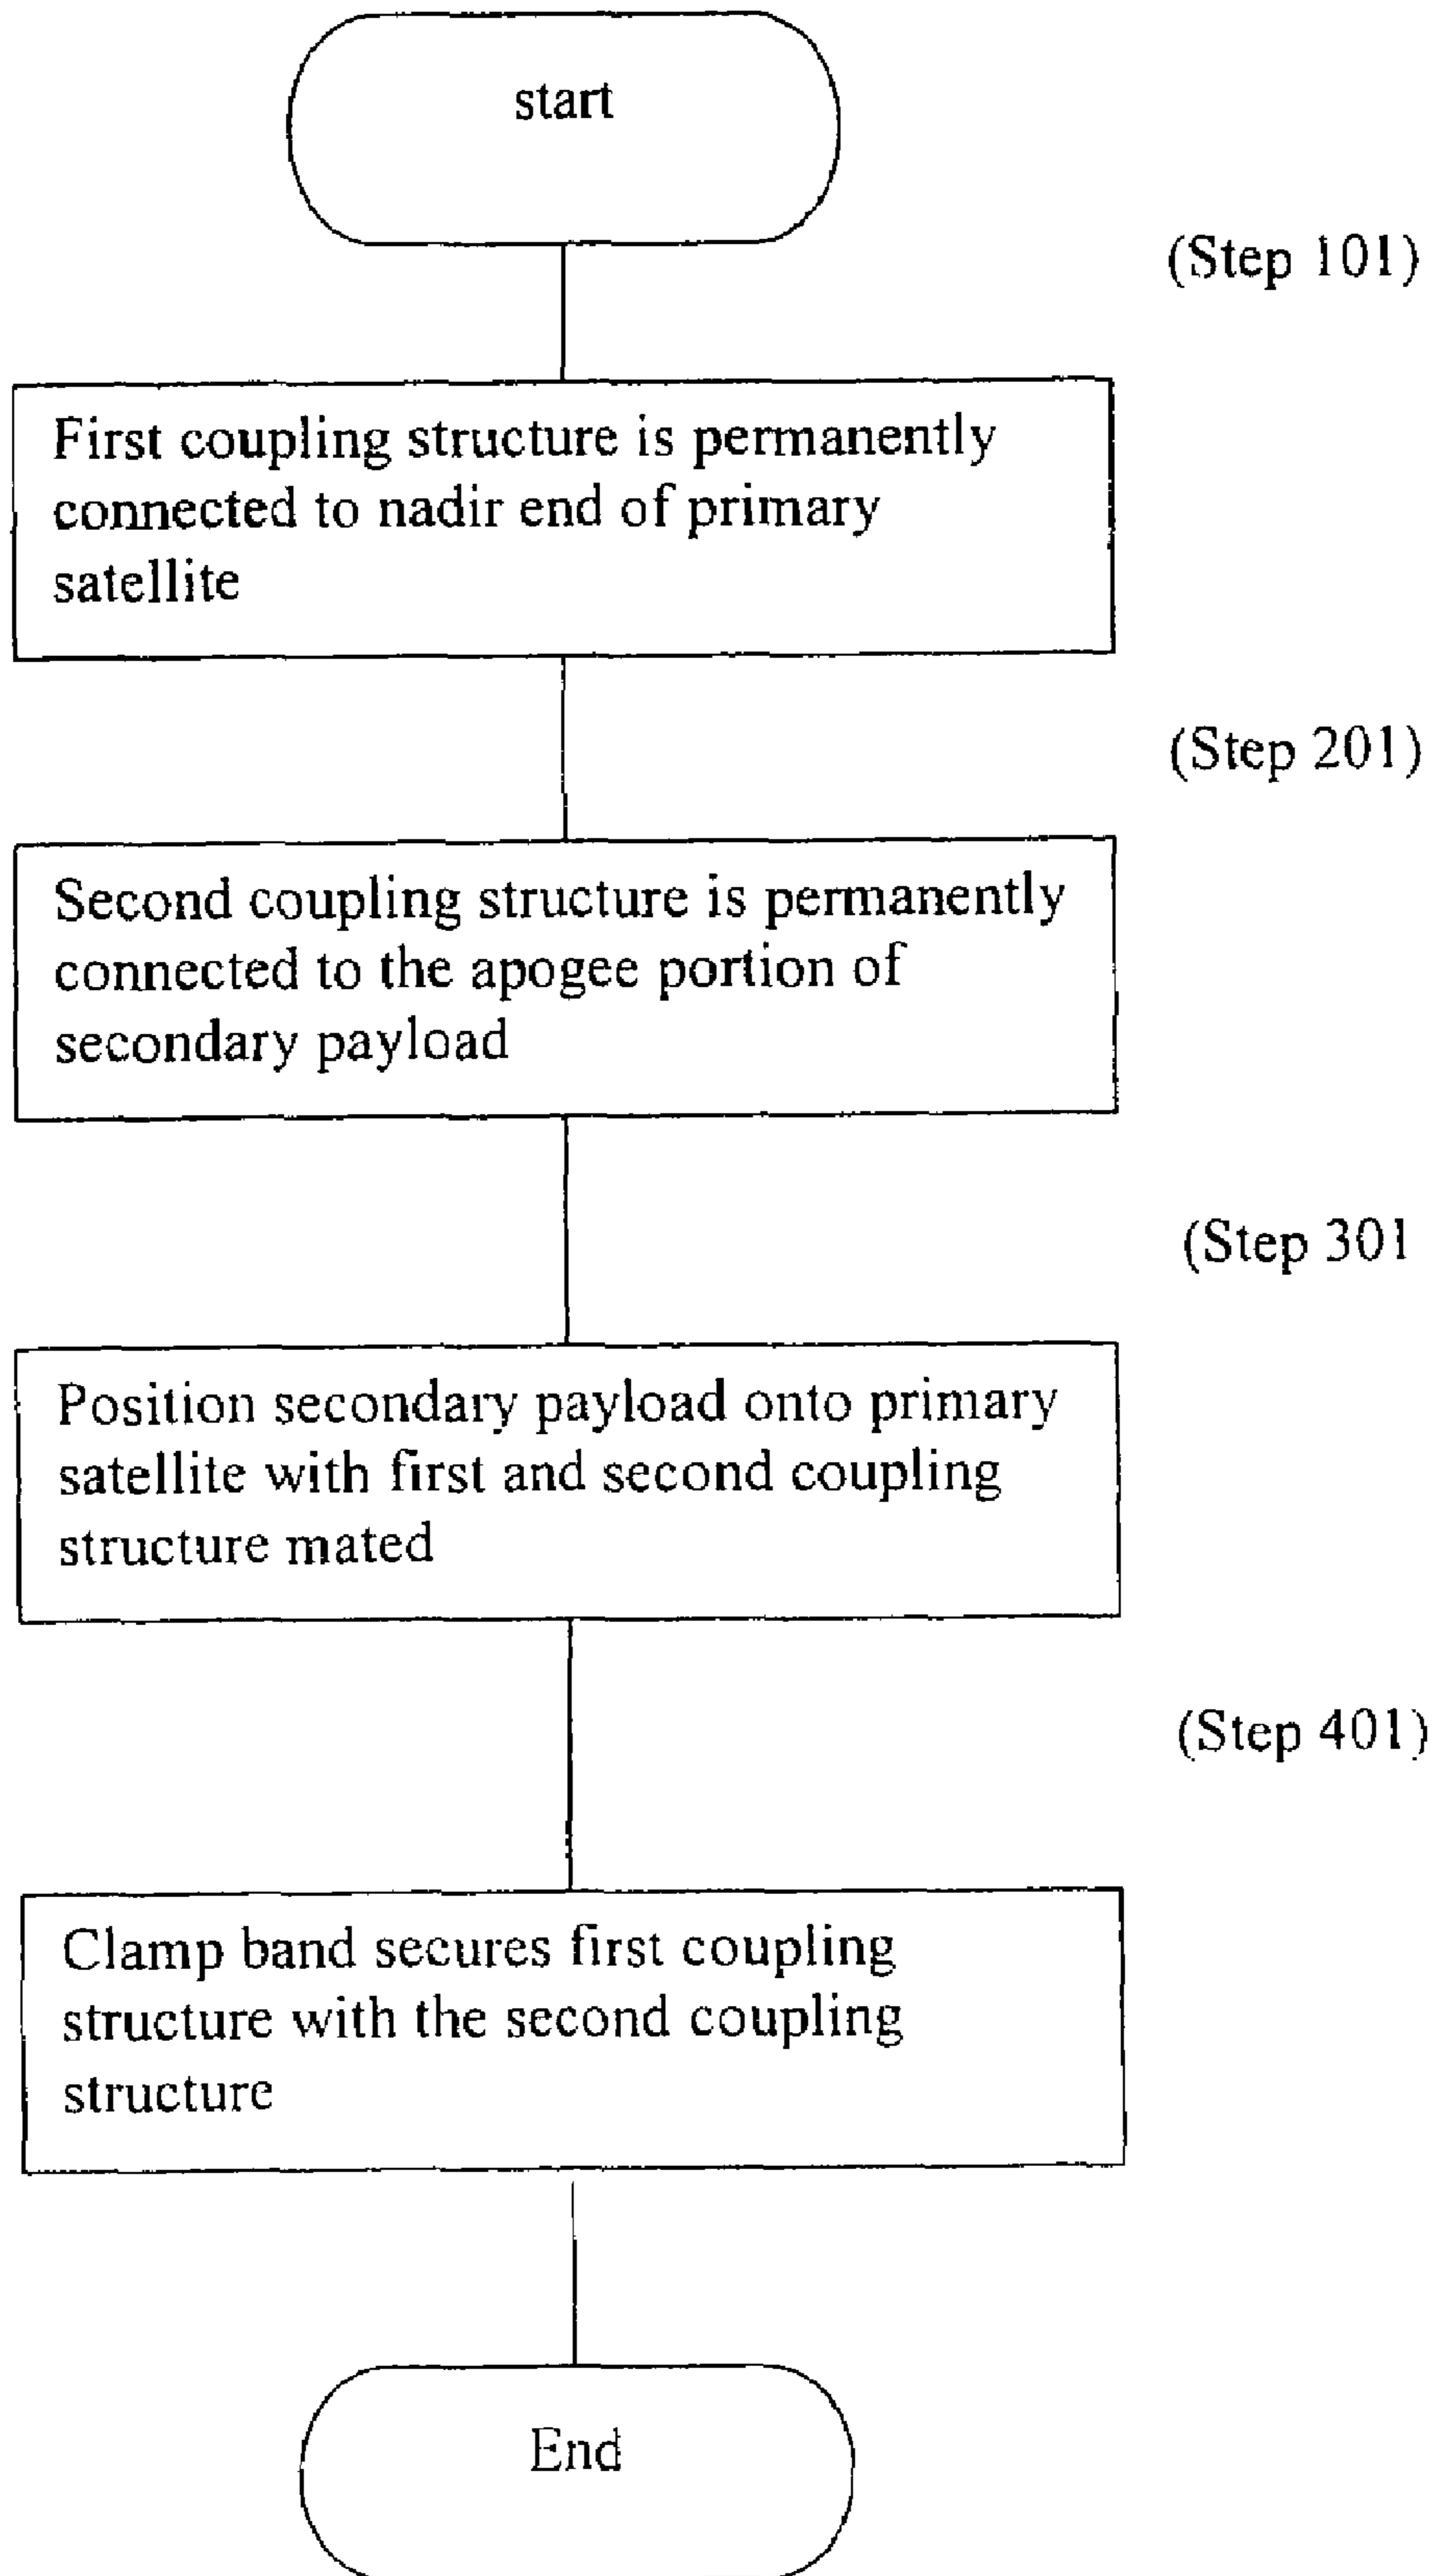 start
(Step 101)
First coupling structure is permanently
connected to nadir end of primary
satellite
(Step 201)
Second coupling structure is permanently
connected to the apogee portion of
secondary payload
(Step 301
Position secondary payload onto primary
satellite with first and second coupling
structure mated
(Step 401)
Clamp band secures first coupling
structure with the second coupling
structure
End